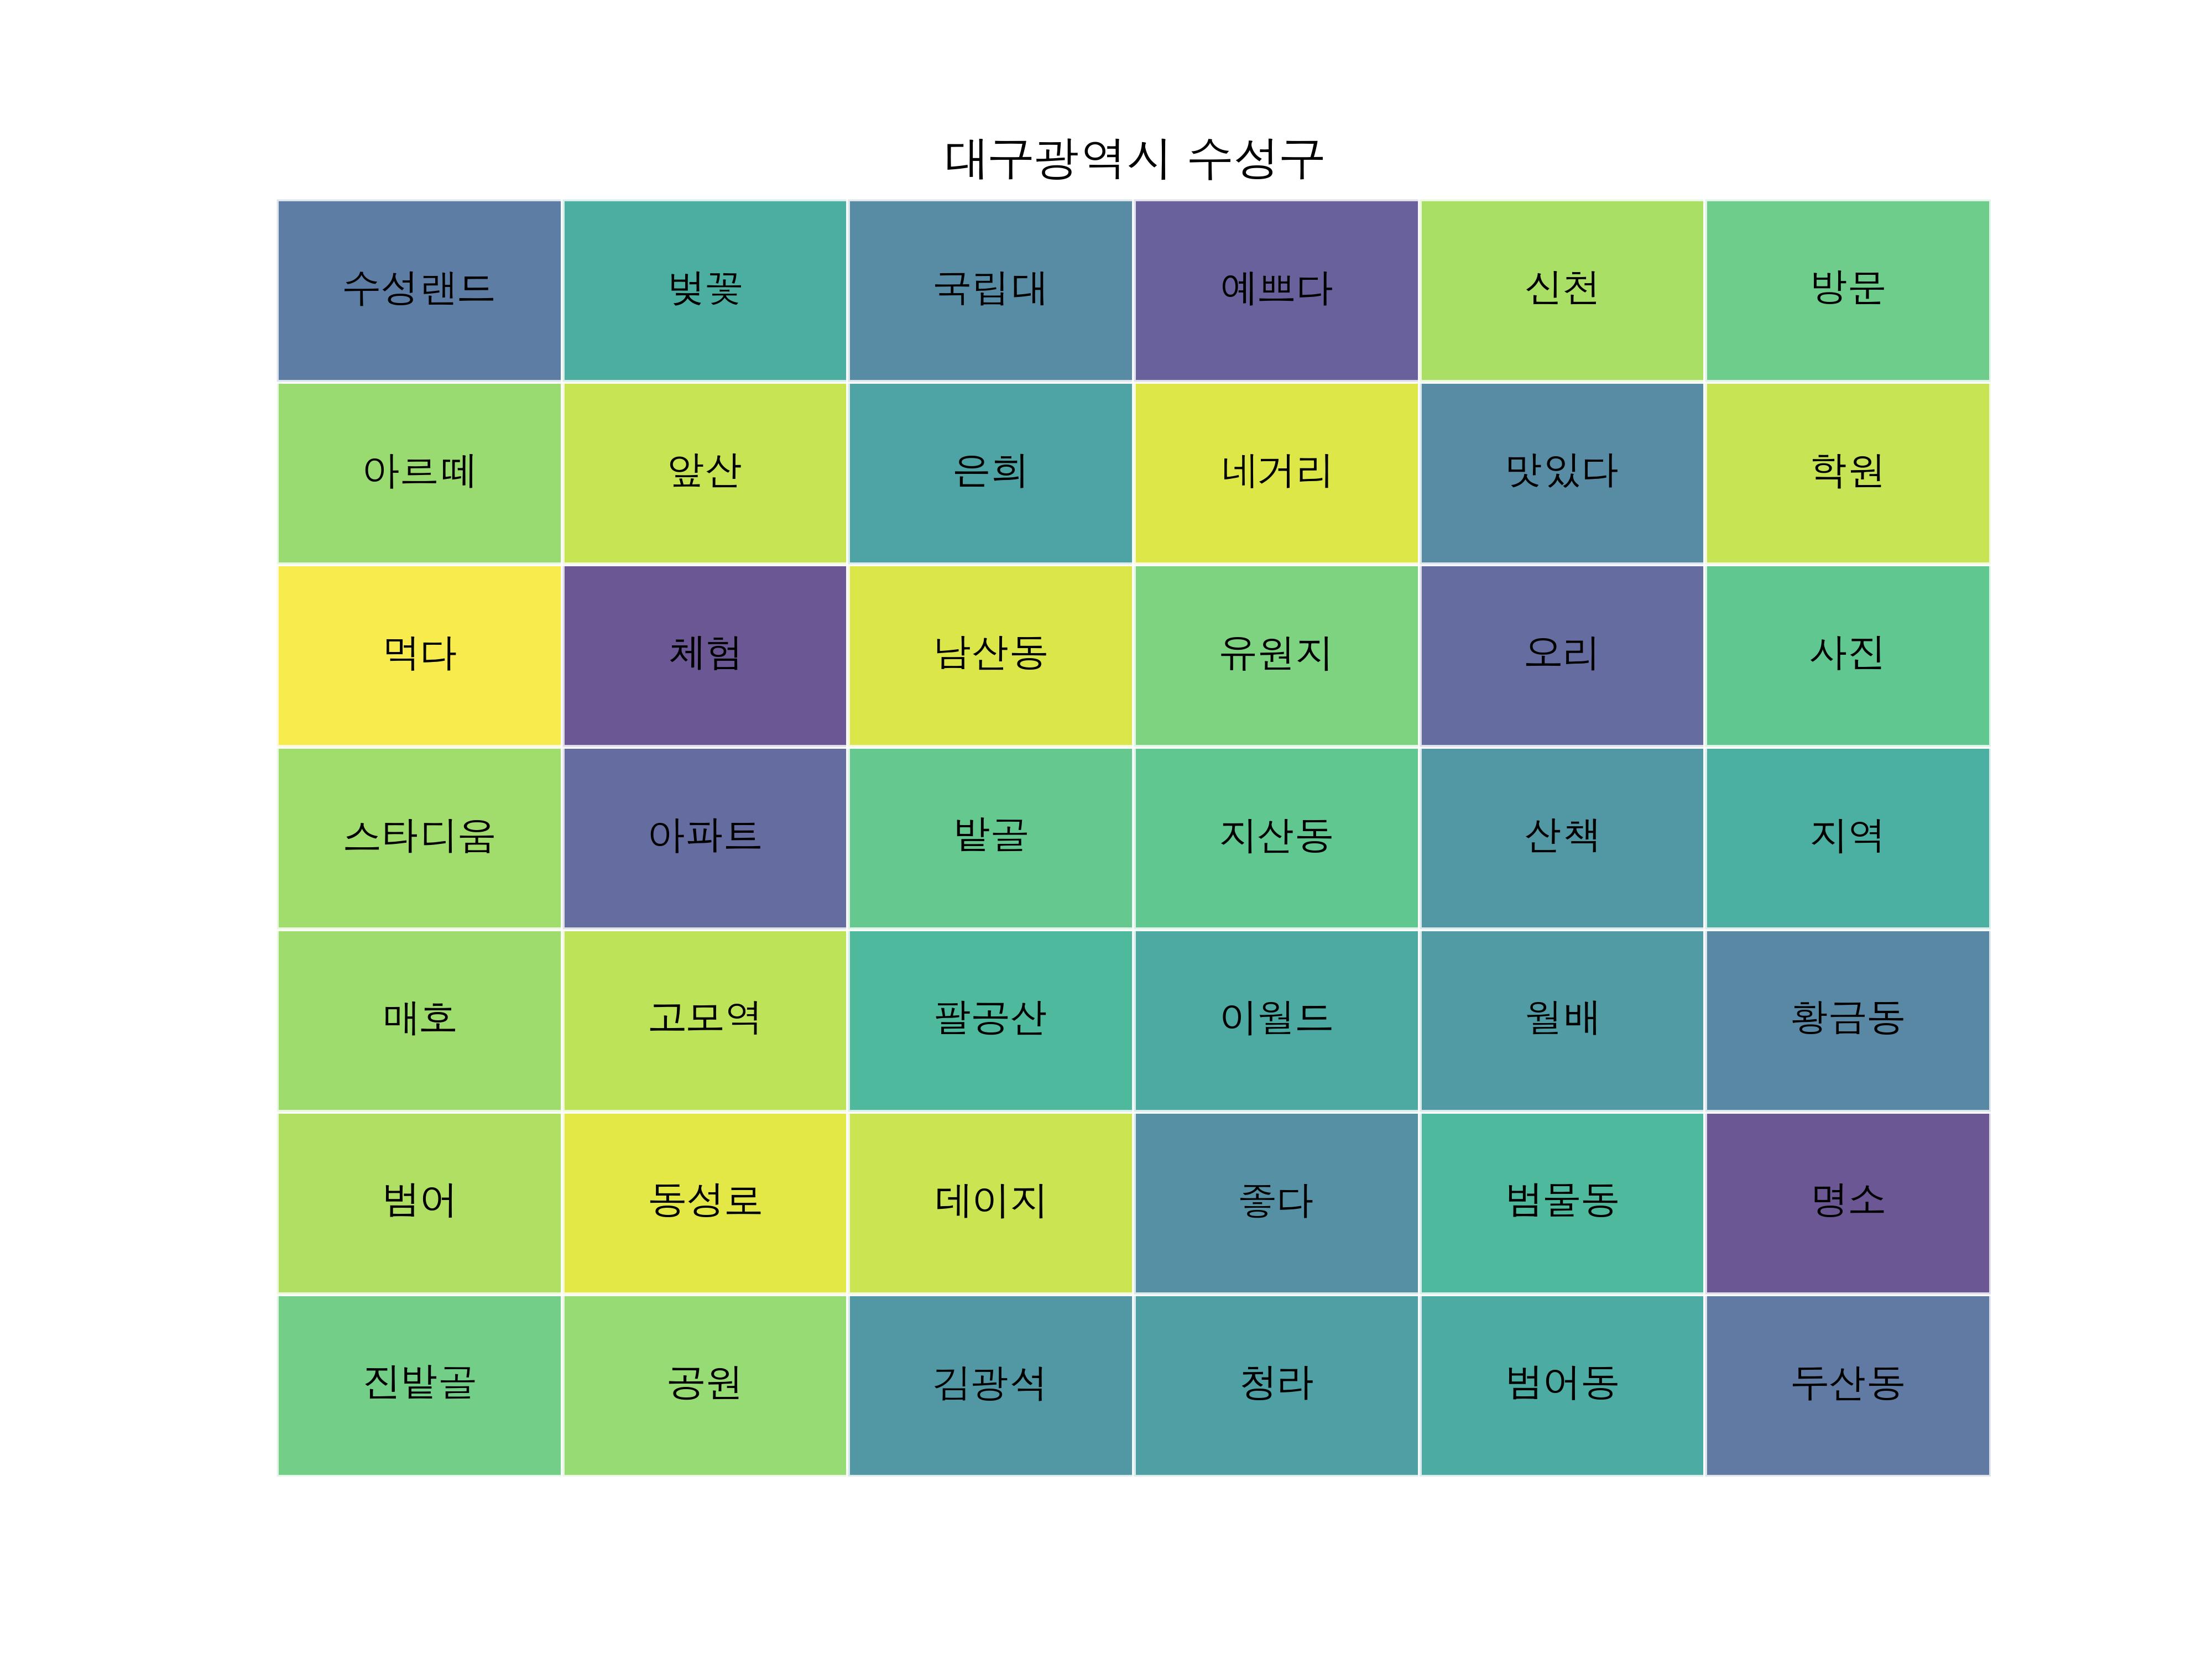 대구광역시 수성구
수성랜드 벚꽃 국립대 예쁘다 신천 방문
아르떼 앞산 은희 네거리 맛있다 학원
먹다 체험 남산동 유원지 오리 사진
스타디움 아파트 밭골 지산동 산책 지역
매호 고모역 팔공산 이월드 월배 황금동
범어 동성로 데이지 좋다 범물동 명소
진밭골 공원 김광석 청라 범어동 두산동